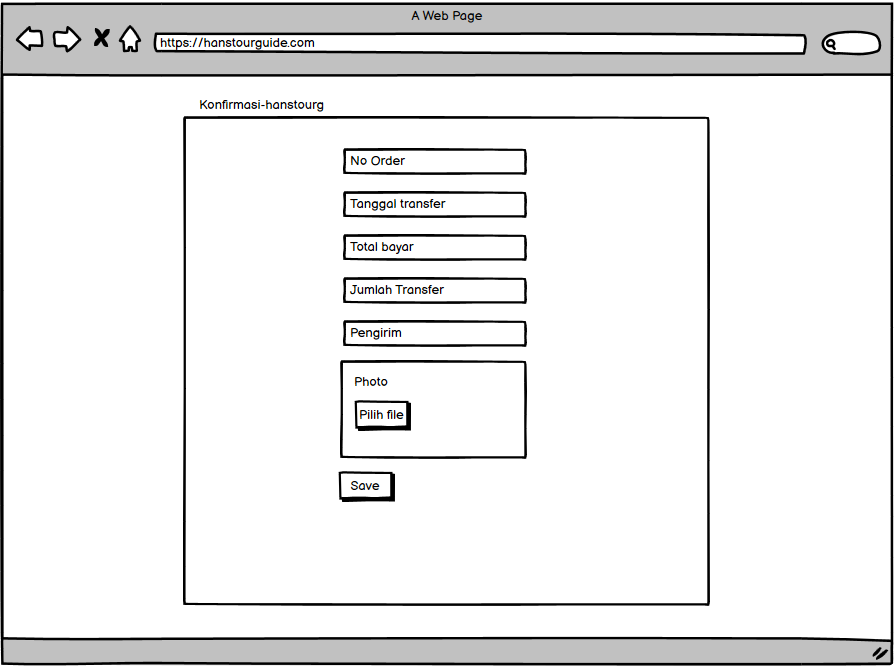 A Web Page
https://hanstourguide.com
Konfirmasi-hanstourg
No Order
Tanggal transfer
Total bayar
Jumlah Transfer
Pengirim
Photo
Pilih file
Save